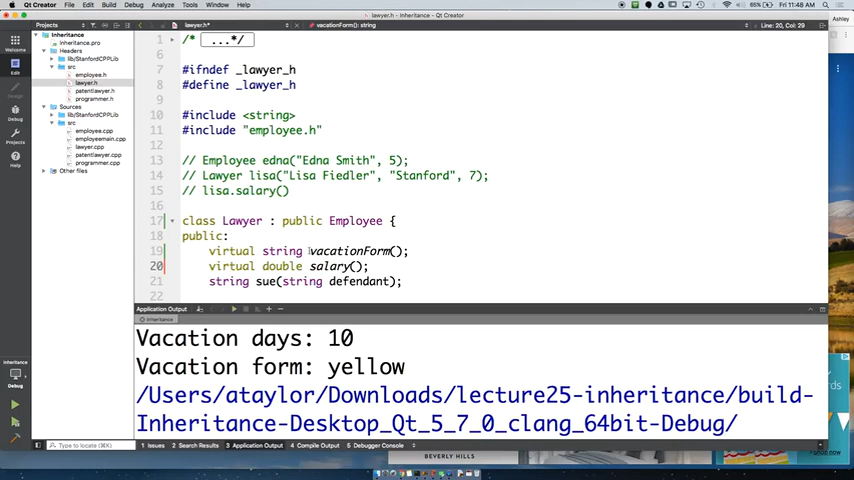 Qt Creator File Edit Build Debug Analyze Tools Window Help
65% Fri 11:48 AM
lawyer.h - Inheritance - Qt Creator
Ashley
Projects
lawyer.h*
vacationForm(): string
Line: 20, Col: 29
Welcome
Edit
Design
Debug
Projects
Help
Inheritance
Inheritance.pro
Headers
lib/StanfordCPPLib
src
employee.h
lawyer.h
patentlawyer.h
programmer.h
Sources
lib/StanfordCPPLib
src
employee.cpp
employeemain.cpp
lawyer.cpp
patentlawyer.cpp
programmer.cpp
Other files
1 /* ...*/
6
7 #ifndef _lawyer_h
8 #define _lawyer_h
9
10 #include <string>
11 #include "employee.h"
12
13 // Employee edna("Edna Smith", 5);
14 // Lawyer lisa("Lisa Fiedler", "Stanford", 7);
15 // lisa.salary()
16
17 class Lawyer : public Employee {
18 public:
19 virtual string vacationForm();
20 virtual double salary();
21 string sue(string defendant);
22
Application Output
Inheritance
Vacation days: 10
Vacation form: yellow
/Users/ataylor/Downloads/lecture25-inheritance/build-
Inheritance-Desktop_Qt_5_7_0_clang_64bit-Debug/
Inheritance
Debug
Type to locate (⌘K)
1 Issues
2 Search Results
3 Application Output
4 Compile Output
5 Debugger Console
BEVERLY HILLS